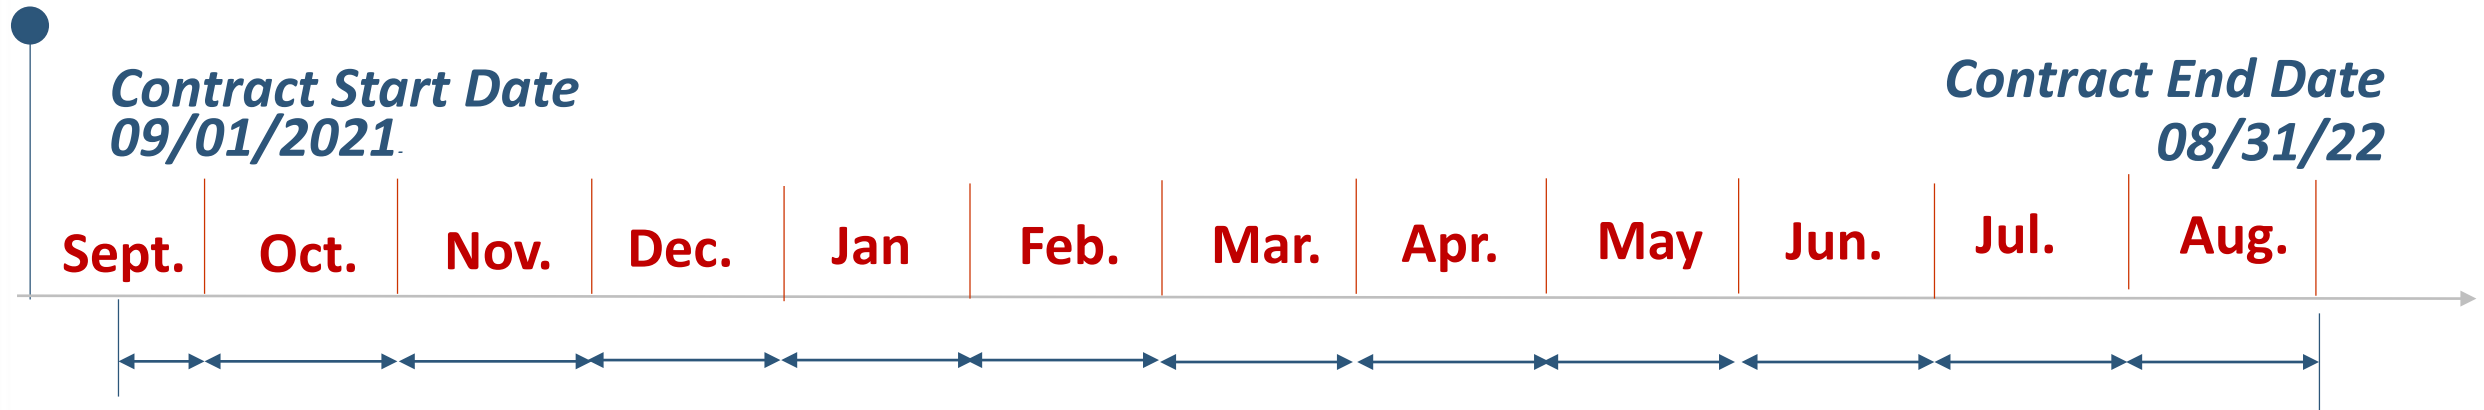 Contract Start Date
09/01/2021
Contract End Date
08/31/22
Sept. Oct. Nov. Dec. Jan Feb. Mar. Apr. May Jun. Jul. Aug.